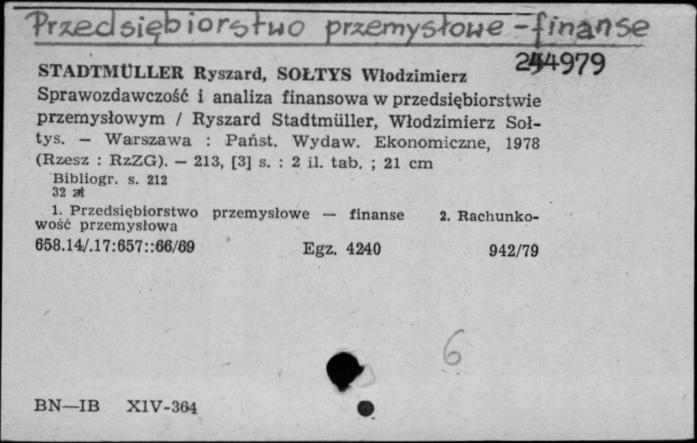 Przedsiębiorstwo przemysłowe - finanse
STADTMÜLLER Ryszard, SOŁTYS Włodzimierz
Sprawozdawczość i analiza finansowa w przedsiębiorstwie
przemysłowym / Ryszard Stadtmüller, Włodzimierz Soł-
tys. — Warszawa : Państ. Wydaw. Ekonomiczne, 1978
(Rzesz : RzZG). — 213, [3] s. : 2 il. tab. ; 21 cm
Bibliogr. s. 212
32 zł
1. Przedsiębiorstwo przemysłowe — finanse 2. Rachunko-
wość przemysłowa
658.14/.17:657::66/69 Egz. 4240 942/79
6
BN—IB XIV-364